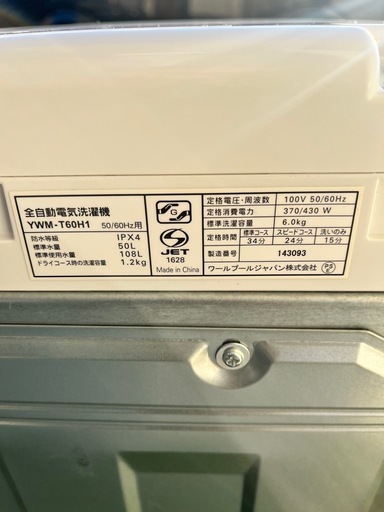 全自動電気洗濯機
YWM-T60H1 50/60Hz用
防水等級 IPX4
標準水量 50L
標準使用水量 108L
ドライコース時の洗濯容量 1.2kg
G
S
JET
1628
Made in China
定格電圧・周波数 100V 50/60Hz
定格消費電力 370/430 W
標準洗濯容量 6.0kg
定格時間 標準コース スピードコース 洗いのみ
34分 24分 15分
製造番号 143093
ワールプールジャパン株式会社 PSE